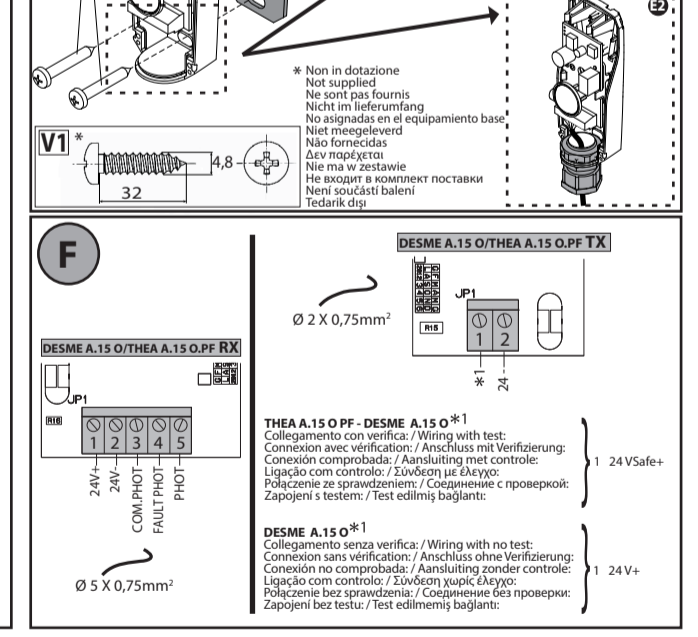 E2
* Non in dotazione
Not supplied
Ne sont pas fournis
Nicht im lieferumfang
No asignadas en el equipamiento base
Niet meegeleverd
Não fornecidas
Δεν παρέχεται
Nie ma w zestawie
Не входит в комплект поставки
Není součástí balení
Tedarik dışı
V1 *
4,8
32
F
DESME A.15 O/THEA A.15 O.PF RX
JP1
R16
1 2 3 4 5
24V+
24V-
COM.PHOT
FAULT PHOT
PHOT
Ø 5 X 0,75mm²
DESME A.15 O/THEA A.15 O.PF TX
Ø 2 X 0,75mm²
JP1
R15
1 2
*1
24 -
THEA A.15 O PF - DESME A.15 O*1
Collegamento con verifica: / Wiring with test:
Connexion avec vérification: / Anschluss mit Verifizierung:
Conexión comprobada: / Aansluiting met controle:
Ligação com controlo: / Σύνδεση με έλεγχο:
Połączenie ze sprawdzeniem: / Соединение с проверкой:
Zapojení s testem: / Test edilmiş bağlantı:
1 24 VSafe+
DESME A.15 O*1
Collegamento senza verifica: / Wiring with no test:
Connexion sans vérification: / Anschluss ohne Verifizierung:
Conexión no comprobada: / Aansluiting zonder controle:
Ligação com controlo: / Σύνδεση χωρίς έλεγχο:
Połączenie bez sprawdzenia: / Соединение без проверки:
Zapojení bez testu: / Test edilmemiş bağlantı:
1 24 V+